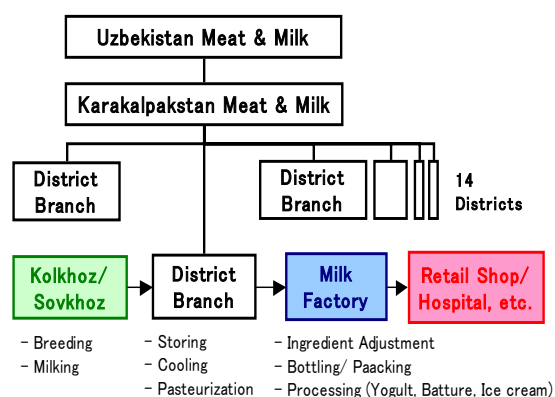 Uzbekistan Meat & Milk
Karakalpakstan Meat & Milk
District
Branch
District
Branch
14
Districts
Kolkhoz/
Sovkhoz
District
Branch
Milk
Factory
Retail Shop/
Hospital, etc.
- Breeding
- Milking
- Storing
- Cooling
- Pasteurization
- Ingredient Adjustment
- Bottling/ Paacking
- Processing (Yogult, Batture, Ice cream)